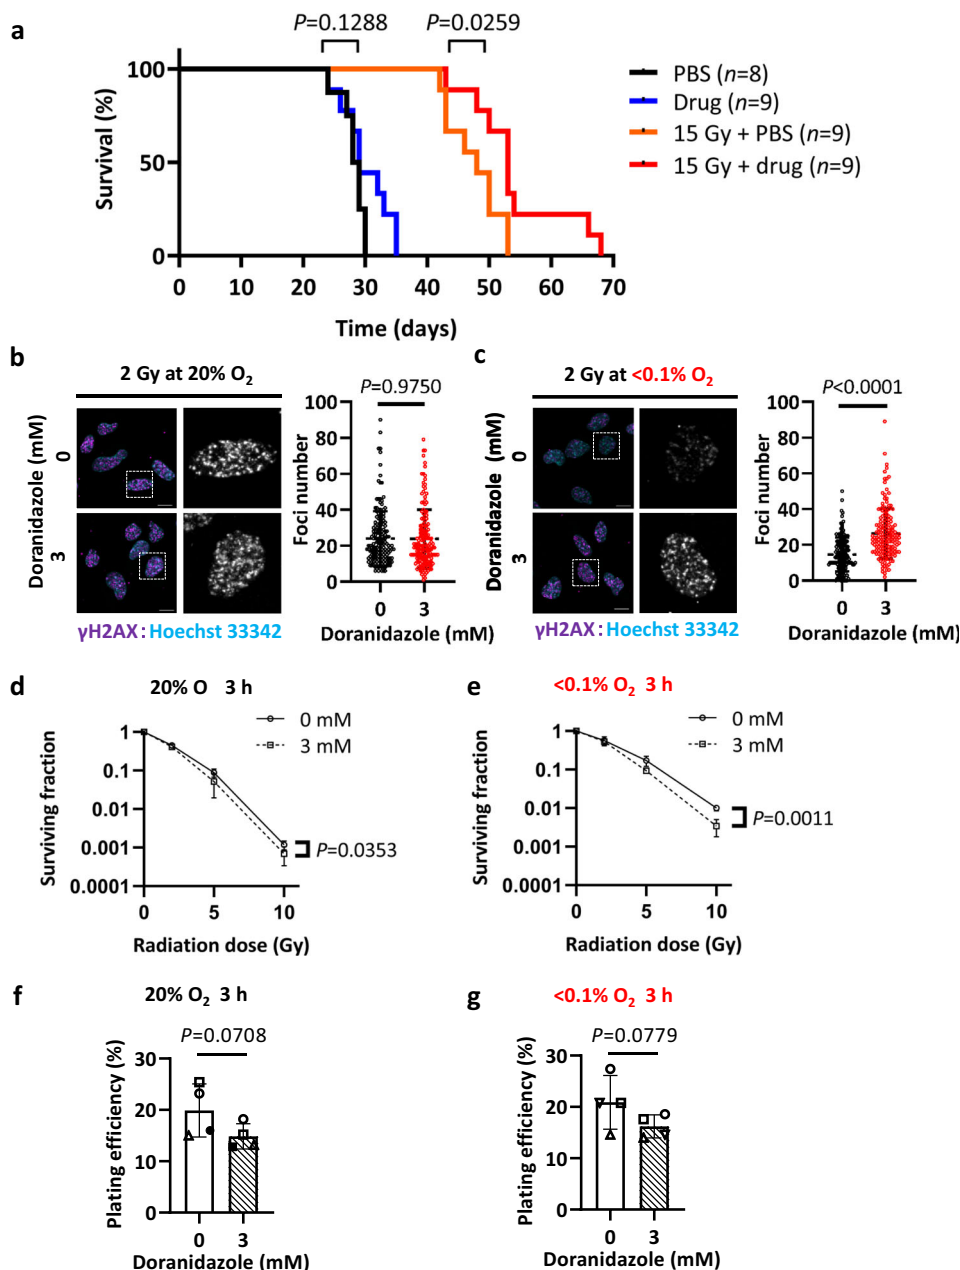 a
P=0.1288
P=0.0259
100
50
0
Survival (%)
0 10 20 30 40 50 60 70
Time (days)
PBS (n=8)
Drug (n=9)
15 Gy + PBS (n=9)
15 Gy + drug (n=9)
b
2 Gy at 20% O2
Doranidazole (mM)
0
3
γH2AX:Hoechst 33342
P=0.9750
Foci number
100
80
60
40
20
0
0 3
Doranidazole (mM)
c
2 Gy at <0.1% O2
Doranidazole (mM)
0
3
γH2AX:Hoechst 33342
P<0.0001
Foci number
100
80
60
40
20
0
0 3
Doranidazole (mM)
d
20% O 3 h
0 mM
3 mM
Surviving fraction
1
0.1
0.01
0.001
0.0001
P=0.0353
0 5 10
Radiation dose (Gy)
e
<0.1% O2 3 h
0 mM
3 mM
Surviving fraction
1
0.1
0.01
0.001
0.0001
P=0.0011
0 5 10
Radiation dose (Gy)
f
20% O2 3 h
P=0.0708
Plating efficiency (%)
30
20
10
0
0 3
Doranidazole (mM)
g
<0.1% O2 3 h
P=0.0779
Plating efficiency (%)
30
20
10
0
0 3
Doranidazole (mM)